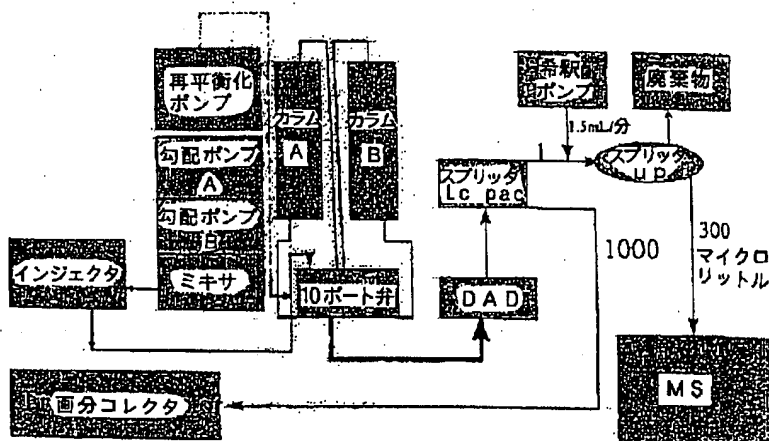 再平衡化
ポンプ
勾配ポンプ
A
勾配ポンプ
B
ミキサ
インジェクタ
カラム
A
カラム
B
10ポート弁
DAD
スプリッタ
Lc pac
希釈
ポンプ
1.5mL/分
1
スプリッタ
廃棄物
1000
300
マイクロ
リットル
MS
画分コレクタ